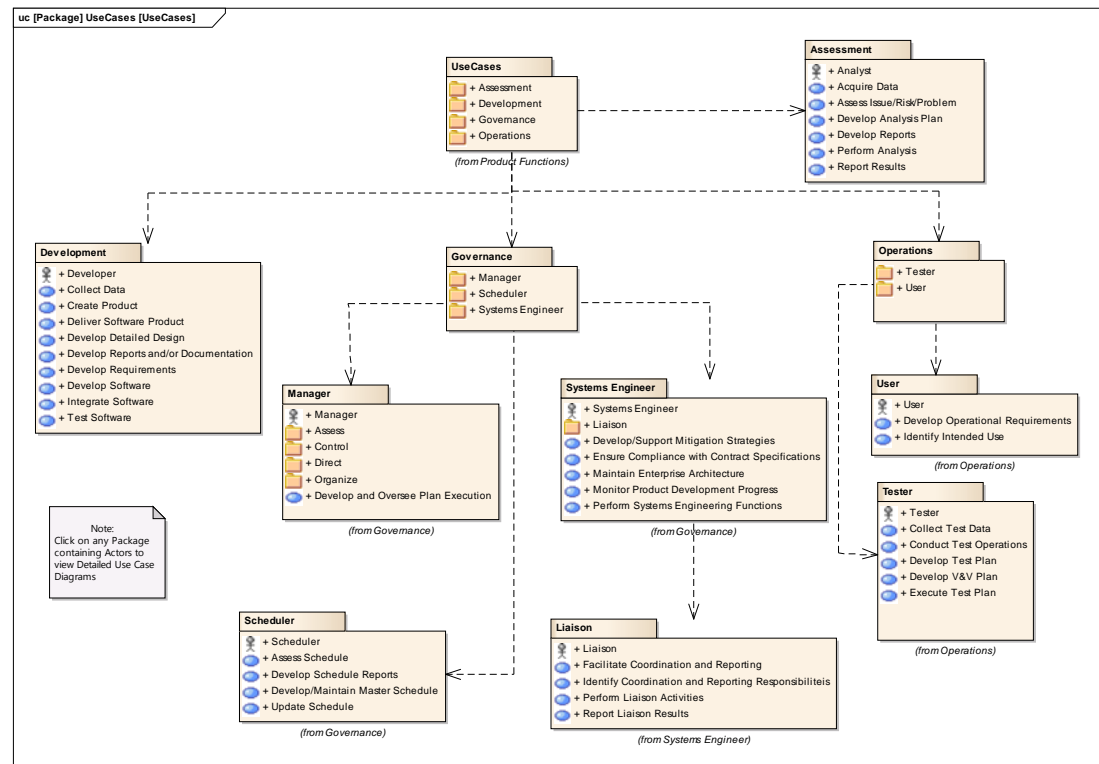 uc [Package] UseCases [UseCases]
UseCases
+ Assessment
+ Development
+ Governance
+ Operations
(from Product Functions)
Assessment
+ Analyst
+ Acquire Data
+ Assess Issue/Risk/Problem
+ Develop Analysis Plan
+ Develop Reports
+ Perform Analysis
+ Report Results
Development
+ Developer
+ Collect Data
+ Create Product
+ Deliver Software Product
+ Develop Detailed Design
+ Develop Reports and/or Documentation
+ Develop Requirements
+ Develop Software
+ Integrate Software
+ Test Software
Governance
+ Manager
+ Scheduler
+ Systems Engineer
Operations
+ Tester
+ User
Manager
+ Manager
+ Assess
+ Control
+ Direct
+ Organize
+ Develop and Oversee Plan Execution
(from Governance)
Systems Engineer
+ Systems Engineer
+ Liaison
+ Develop/Support Mitigation Strategies
+ Ensure Compliance with Contract Specifications
+ Maintain Enterprise Architecture
+ Monitor Product Development Progress
+ Perform Systems Engineering Functions
(from Governance)
User
+ User
+ Develop Operational Requirements
+ Identify Intended Use
(from Operations)
Tester
+ Tester
+ Collect Test Data
+ Conduct Test Operations
+ Develop Test Plan
+ Develop V&V Plan
+ Execute Test Plan
(from Operations)
Note:
Click on any Package
containing Actors to
view Detailed Use Case
Diagrams
Scheduler
+ Scheduler
+ Assess Schedule
+ Develop Schedule Reports
+ Develop/Maintain Master Schedule
+ Update Schedule
(from Governance)
Liaison
+ Liaison
+ Facilitate Coordination and Reporting
+ Identify Coordination and Reporting Responsibiliteis
+ Perform Liaison Activities
+ Report Liaison Results
(from Systems Engineer)